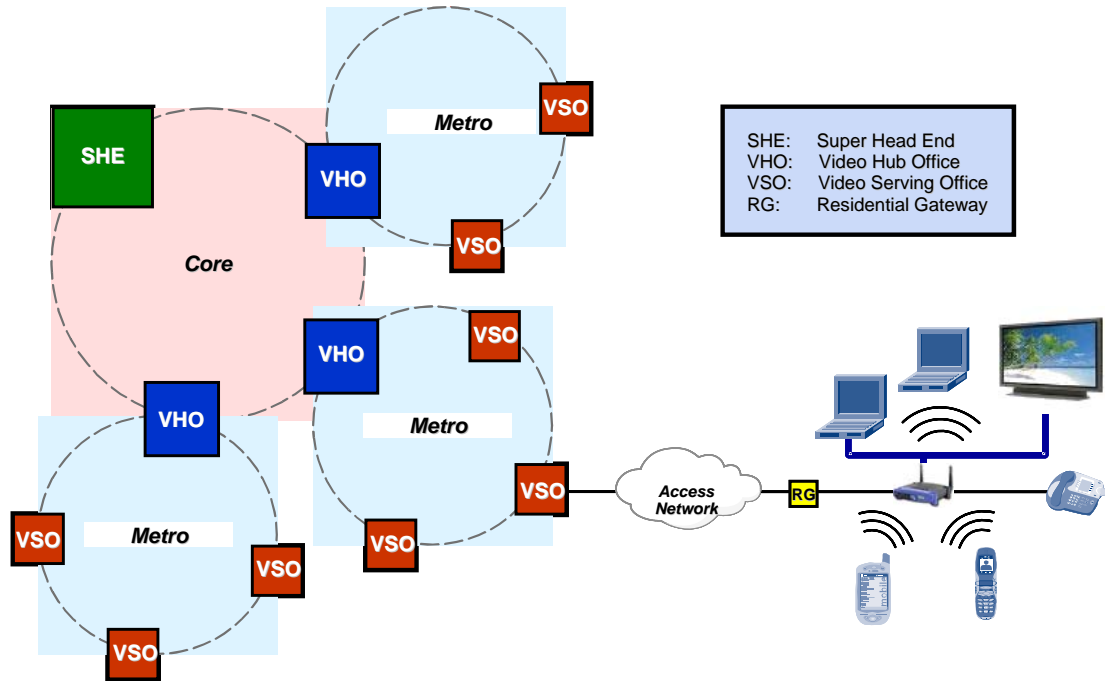 VSO
Metro
SHE
VHO
VSO
Core
SHE: Super Head End
VHO: Video Hub Office
VSO: Video Serving Office
RG: Residential Gateway
VSO
VHO
VHO
Metro
VSO
VSO
Access
Network
RG
VSO
Metro
VSO
VSO